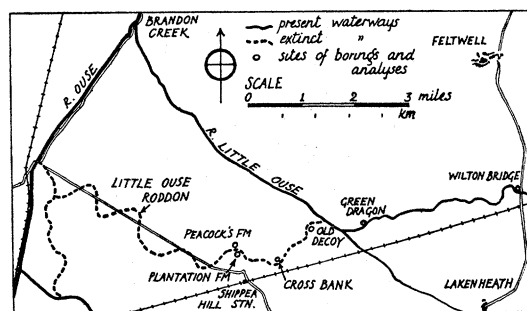 BRANDON
CREEK
present waterways
extinct "
sites of borings and
analyses
SCALE
0 1 2 3 miles
km
FELTWELL
R. OUSE
R. LITTLE OUSE
WILTON BRIDGE
LITTLE OUSE
RODDON
GREEN
DRAGON
PEACOCK'S FM
OLD
DECOY
PLANTATION FM
CROSS BANK
SHIPPEA
HILL STN.
LAKENHEATH